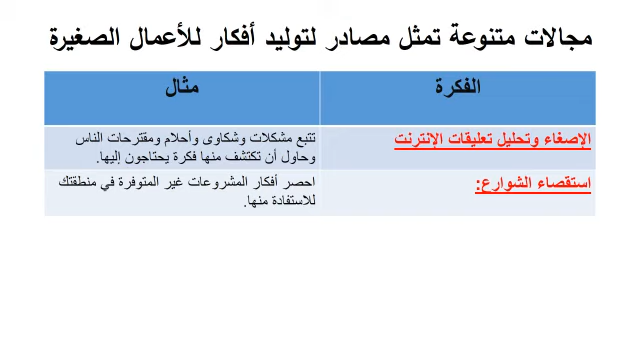 مجالات متنوعة تمثل مصادر لتوليد أفكار للأعمال الصغيرة
الفكرة
مثال
الإصغاء وتحليل تعليقات الإنترنت
تتبع مشكلات وشكاوى وأحلام ومقترحات الناس
وحاول أن تكتشف منها فكرة يحتاجون إليها.
استقصاء الشوارع:
احصر أفكار المشروعات غير المتوفرة في منطقتك
للاستفادة منها.